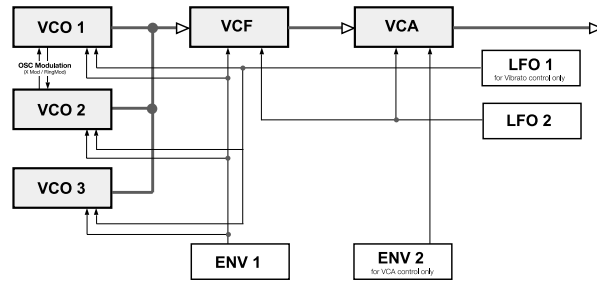 VCO 1
VCF
VCA
OSC Modulation
(X Mod / RingMod)
LFO 1
for Vibrato control only
VCO 2
LFO 2
VCO 3
ENV 1
ENV 2
for VCA control only